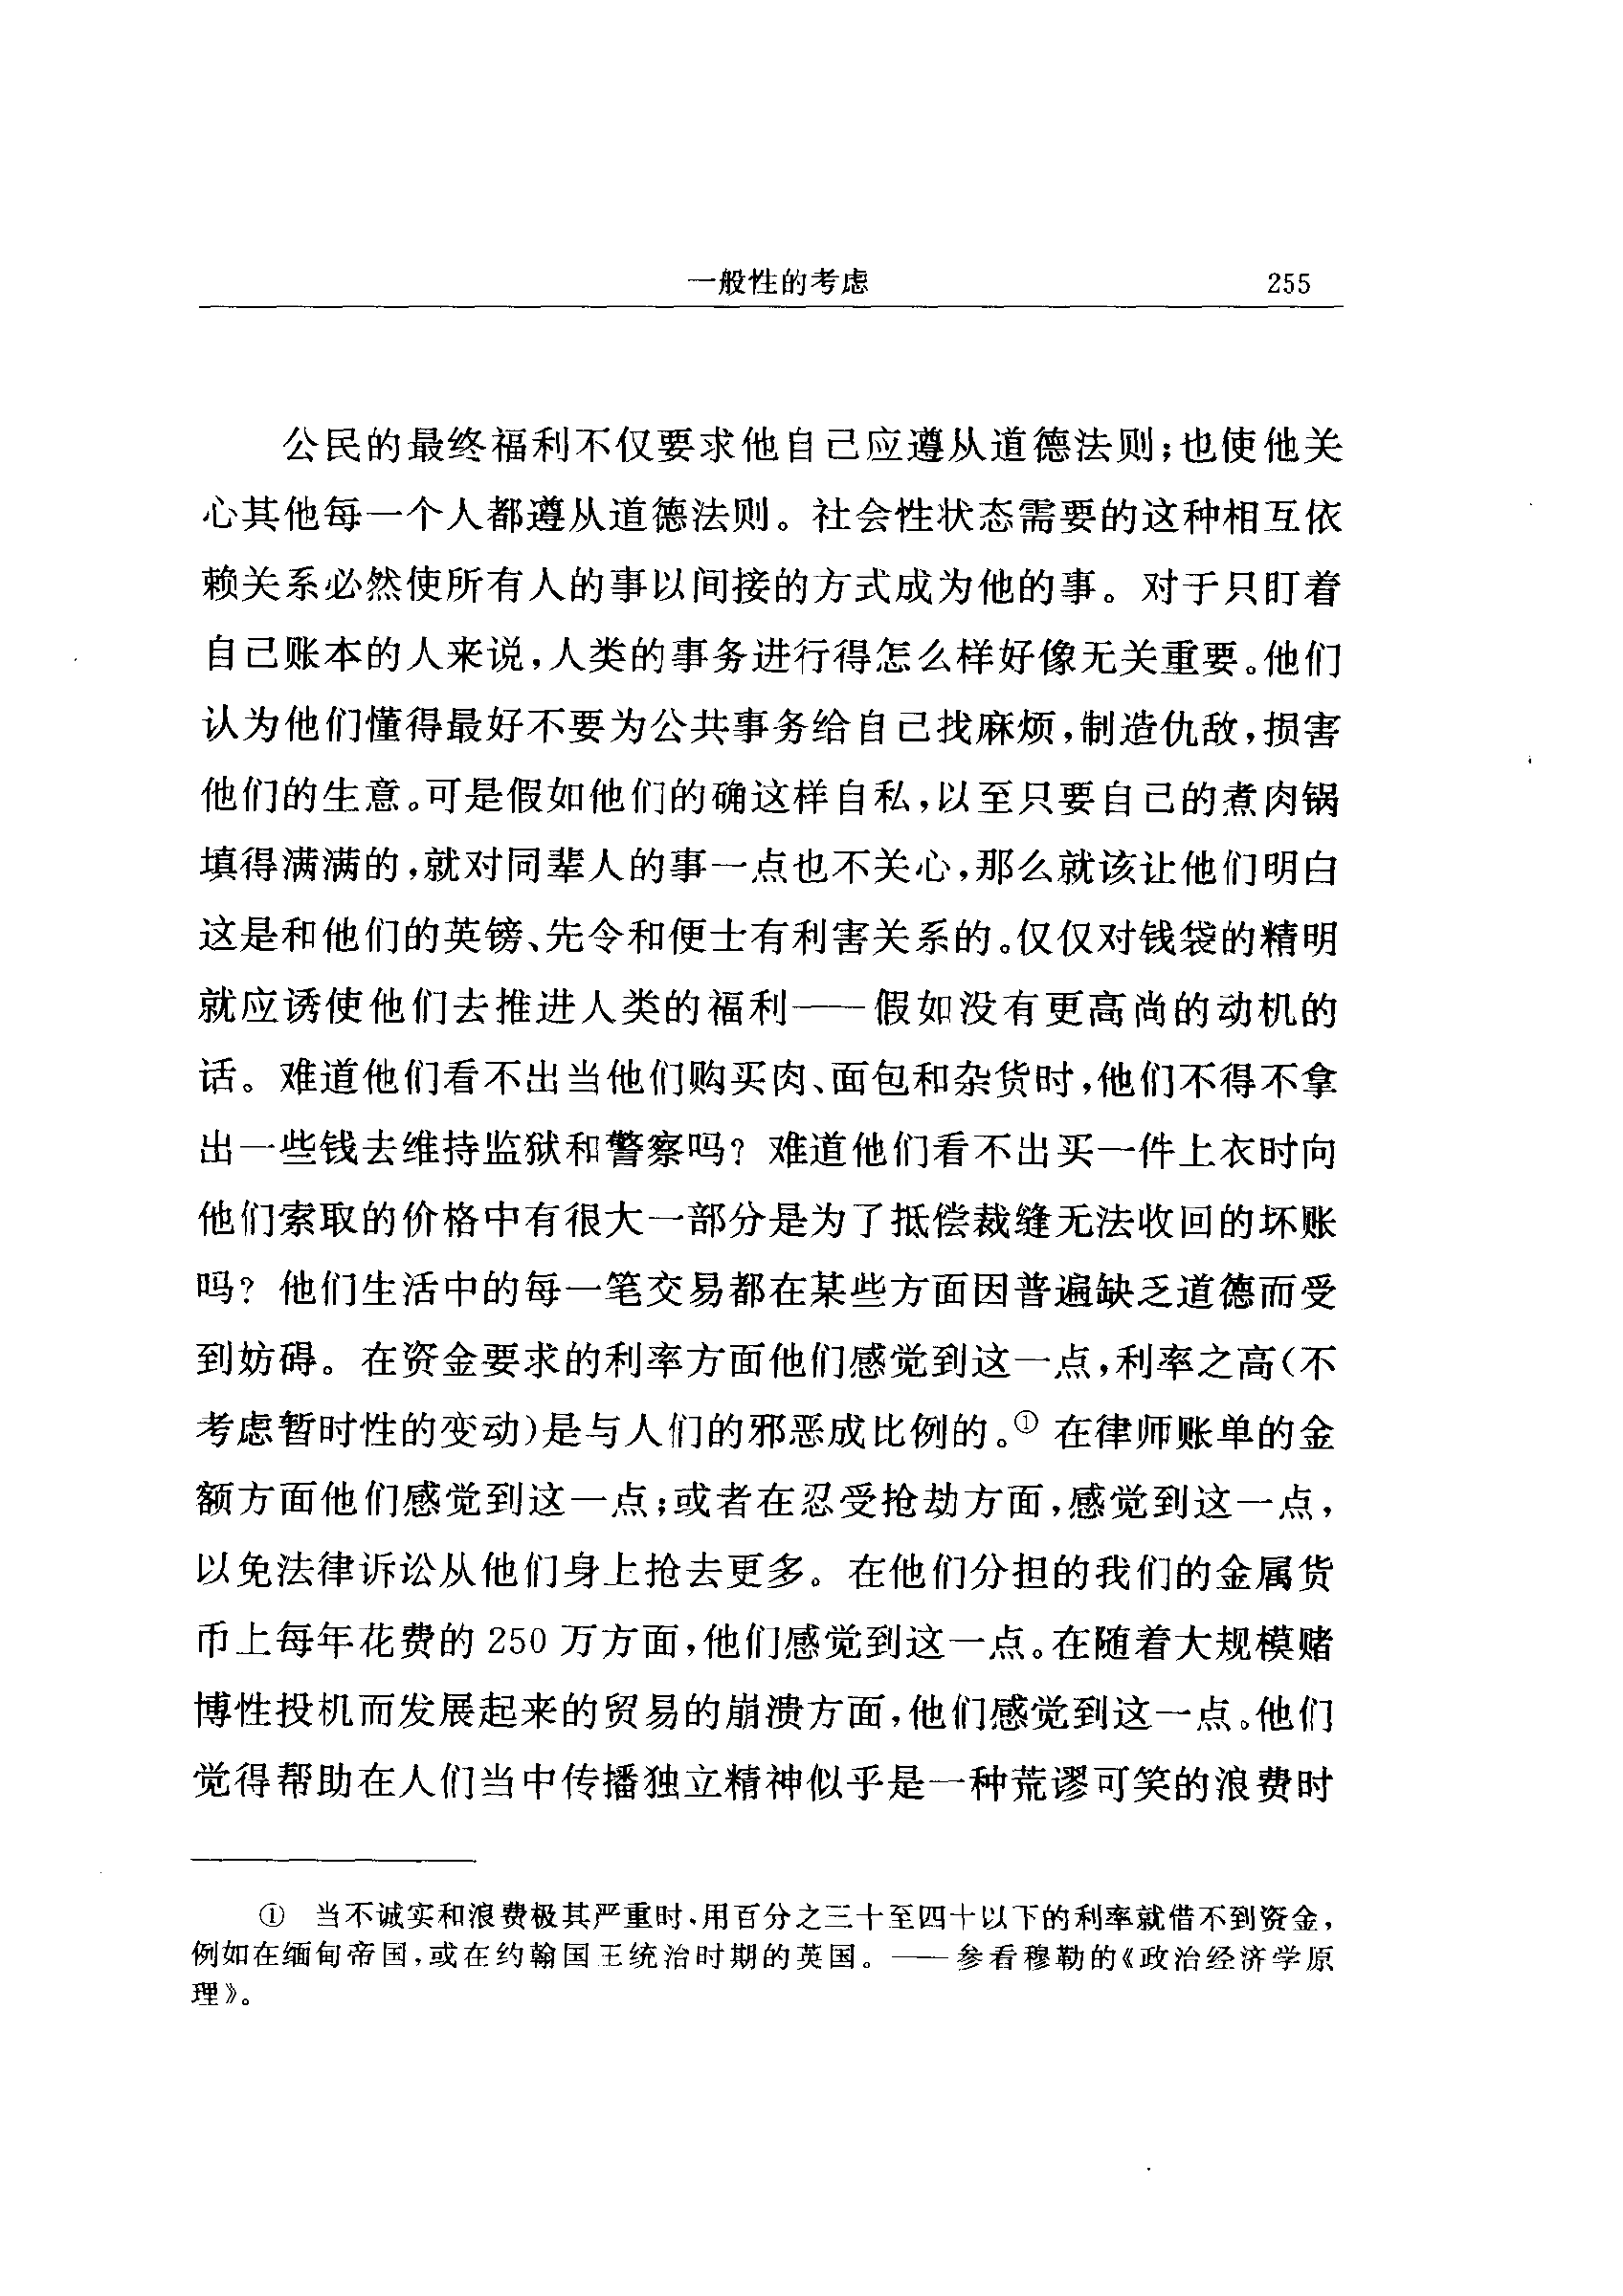 一般性的考虑 255
公民的最终福利不仅要求他自己应遵从道德法则;也使他关
心其他每一个人都遵从道德法则。社会性状态需要的这种相互依
赖关系必然使所有人的事以间接的方式成为他的事。对于只盯着
自己账本的人来说,人类的事务进行得怎么样好像无关重要。他们
认为他们懂得最好不要为公共事务给自己找麻烦,制造仇敌,损害
他们的生意。可是假如他们的确这样自私,以至只要自己的煮肉锅
填得满满的,就对同辈人的事一点也不关心,那么就该让他们明白
这是和他们的英镑、先令和便士有利害关系的。仅仅对钱袋的精明
就应诱使他们去推进人类的福利——假如没有更高尚的动机的
话。难道他们看不出当他们购买肉、面包和杂货时,他们不得不拿
出一些钱去维持监狱和警察吗?难道他们看不出买一件上衣时向
他们索取的价格中有很大一部分是为了抵偿裁缝无法收回的坏账
吗?他们生活中的每一笔交易都在某些方面因普遍缺乏道德而受
到妨碍。在资金要求的利率方面他们感觉到这一点,利率之高(不
考虑暂时性的变动)是与人们的邪恶成比例的。① 在律师账单的金
额方面他们感觉到这一点;或者在忍受抢劫方面,感觉到这一点,
以免法律诉讼从他们身上抢去更多。在他们分担的我们的金属货
币上每年花费的 250 万方面,他们感觉到这一点。在随着大规模赌
博性投机而发展起来的贸易的崩溃方面,他们感觉到这一点。他们
觉得帮助在人们当中传播独立精神似乎是一种荒谬可笑的浪费时
① 当不诚实和浪费极其严重时,用百分之三十至四十以下的利率就借不到资金,
例如在缅甸帝国,或在约翰国王统治时期的英国。——参看穆勒的《政治经济学原
理》。